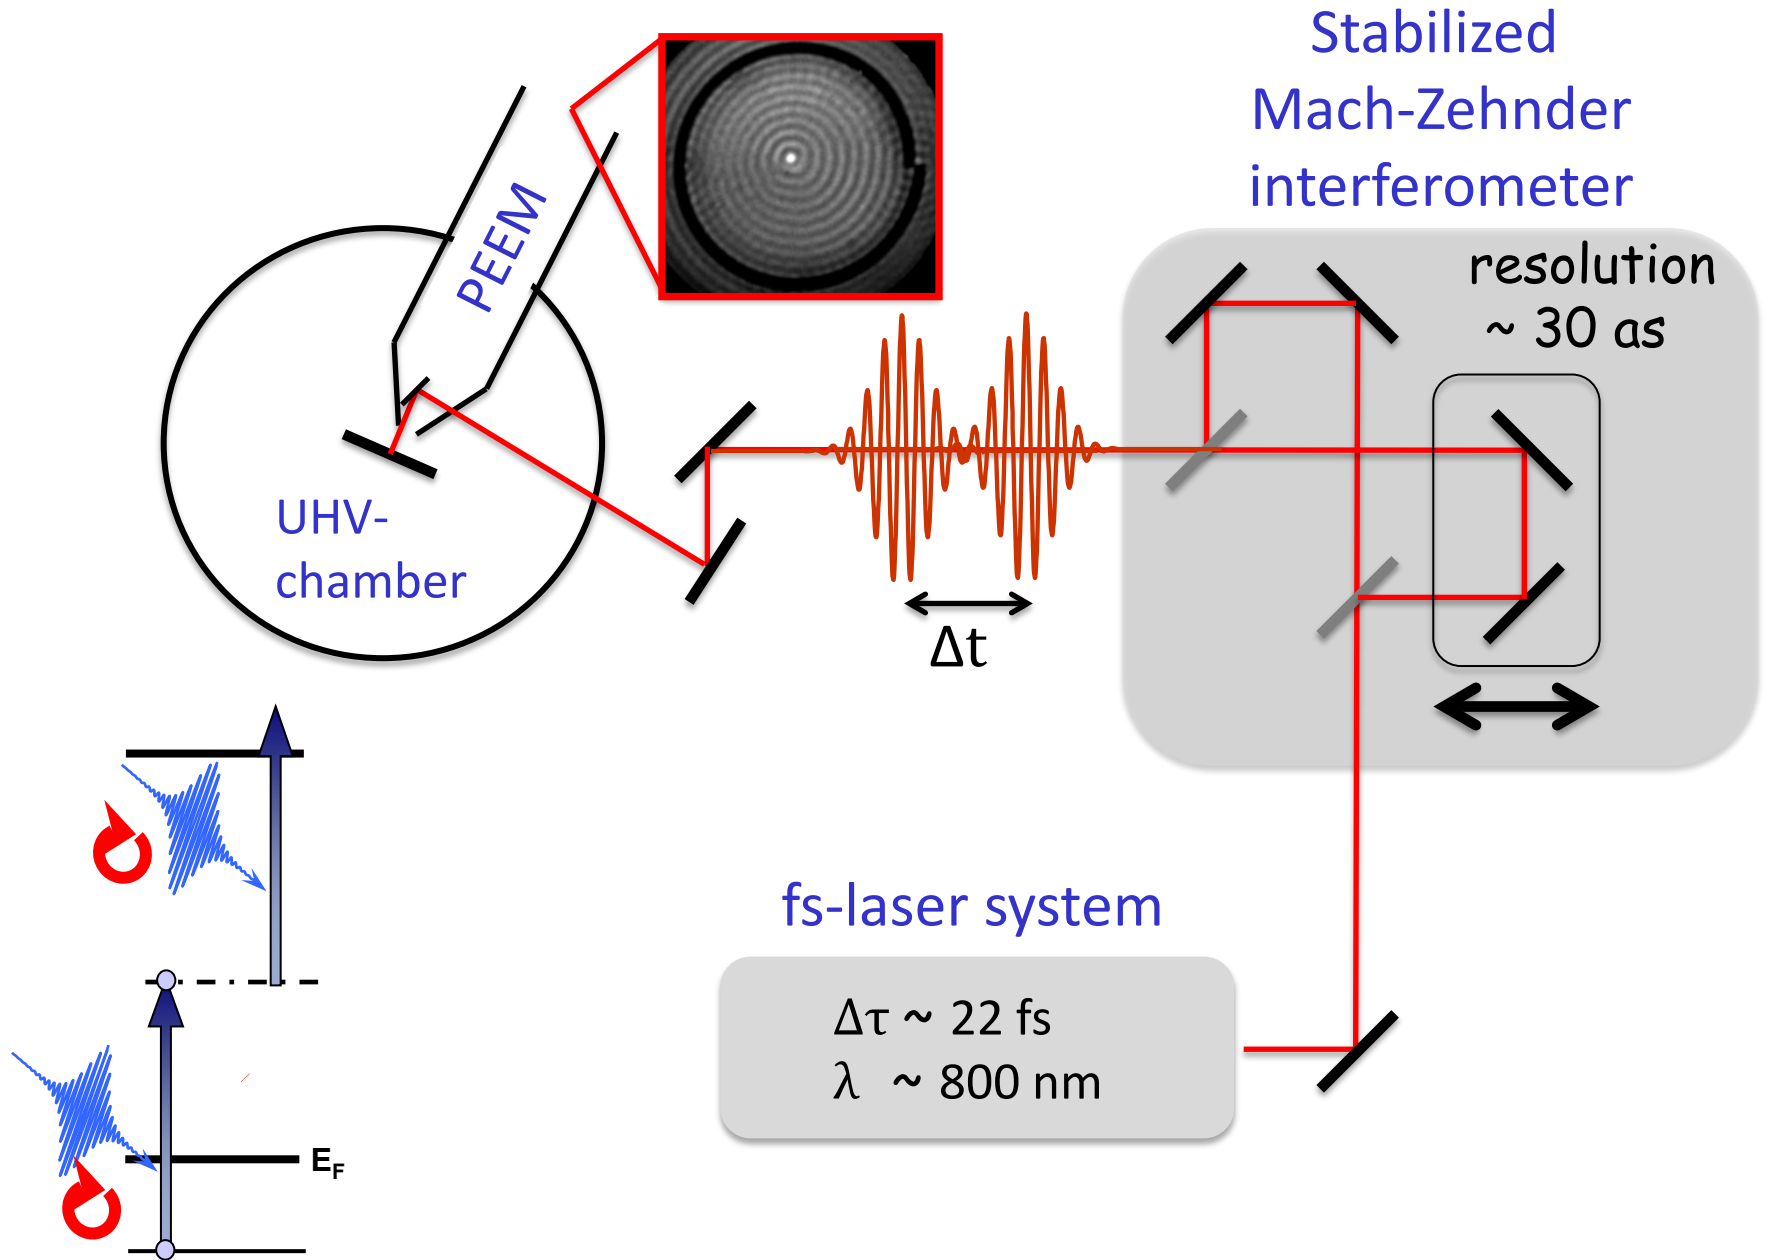 Stabilized
Mach-Zehnder
interferometer
resolution
~ 30 as
PEEM
UHV-
chamber
Δt
fs-laser system
Δτ ~ 22 fs
λ ~ 800 nm
E_F